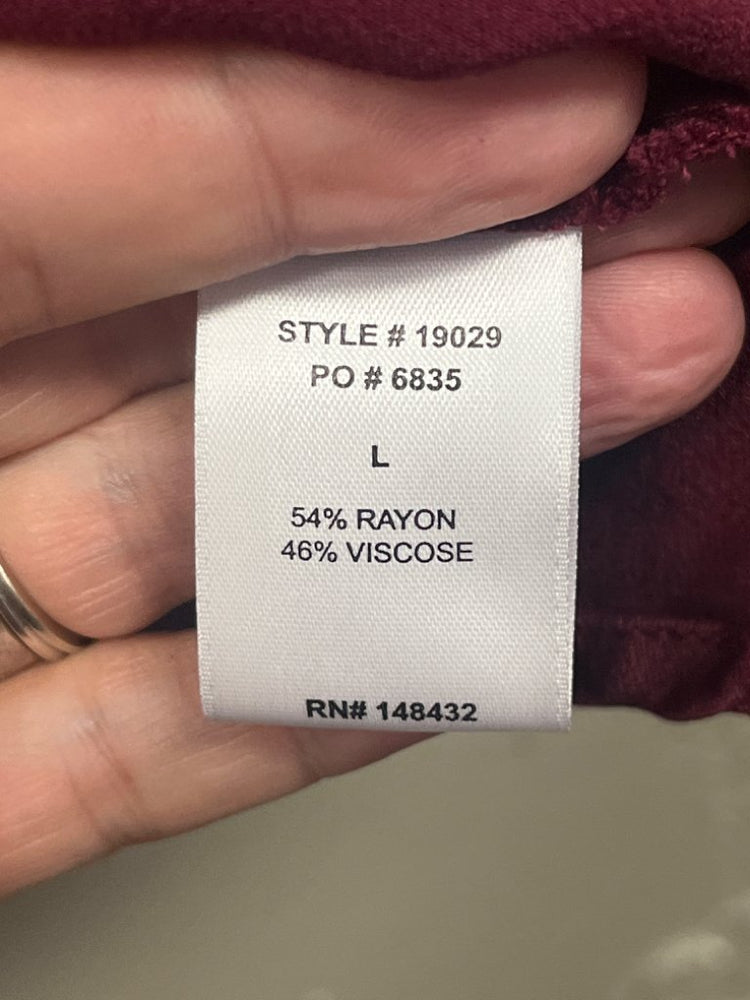 STYLE # 19029
PO # 6835
L
54% RAYON
46% VISCOSE
RN# 148432